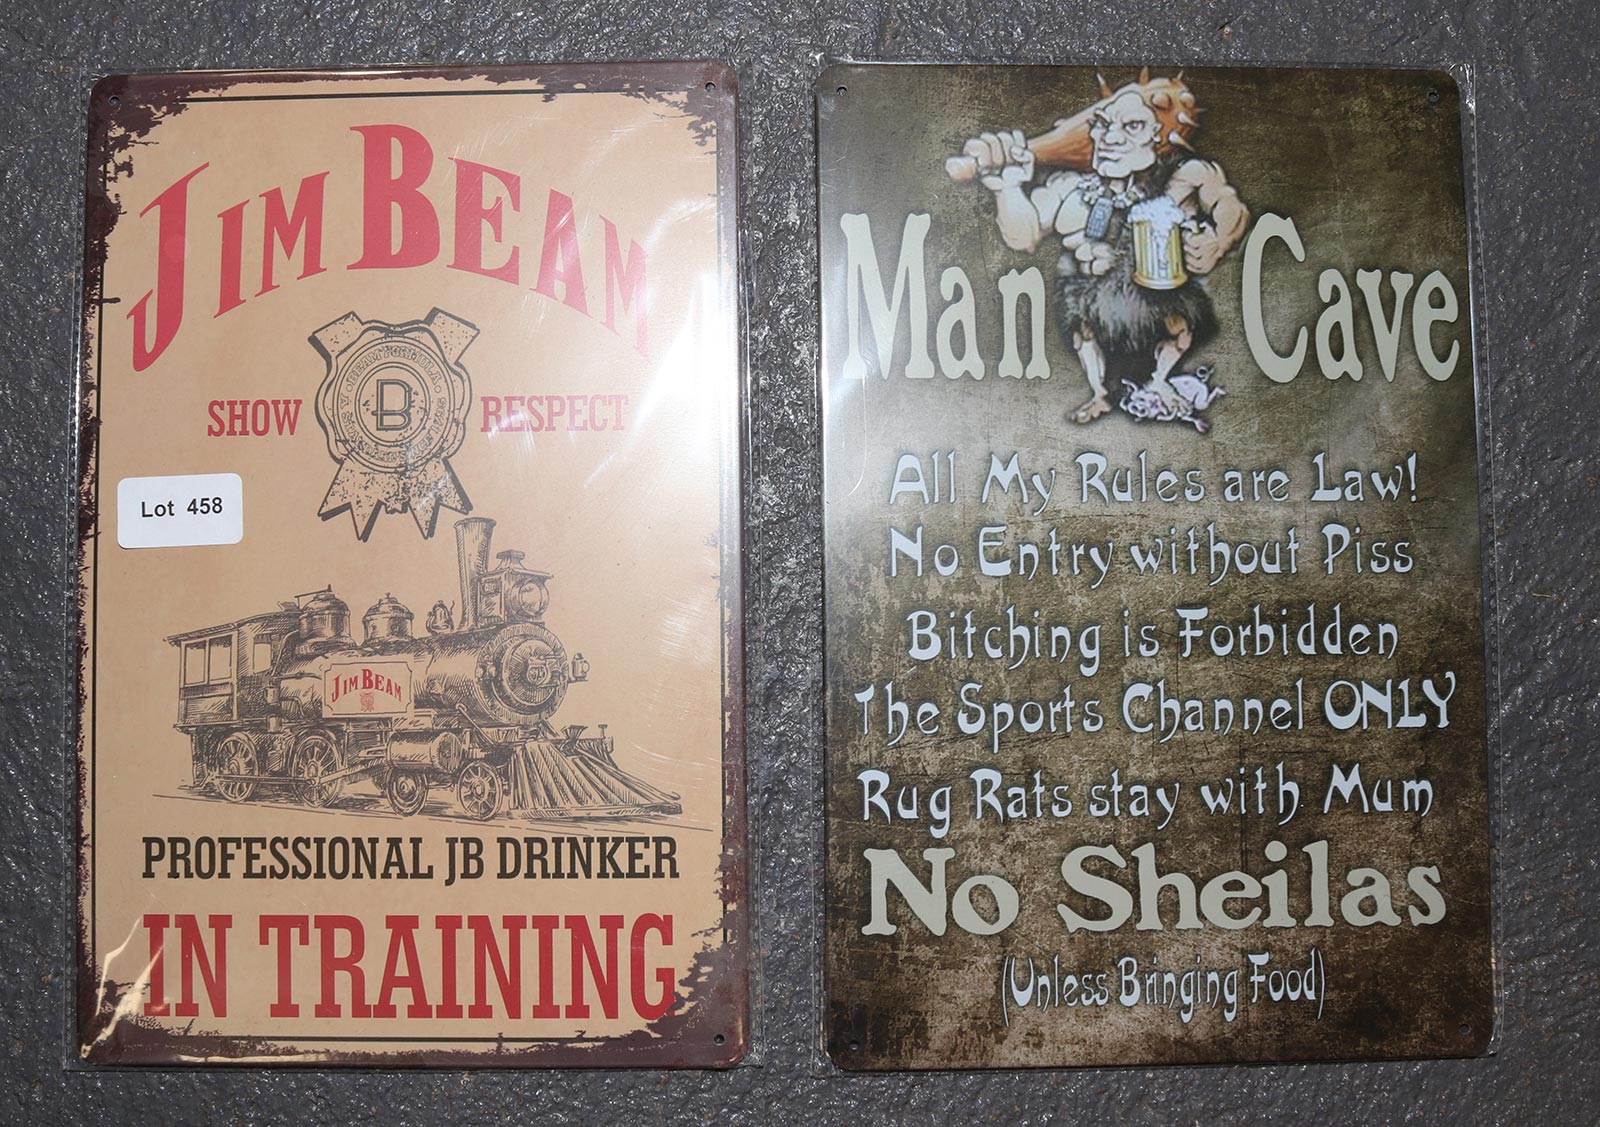 JIM BEAM
SHOW RESPECT
B
Lot 458
JIM BEAM
PROFESSIONAL JB DRINKER
IN TRAINING
Man Cave
All My Rules are Law!
No Entry without Piss
Bitching is Forbidden
The Sports Channel ONLY
Rug Rats stay with Mum
No Sheilas
(Unless Bringing Food)